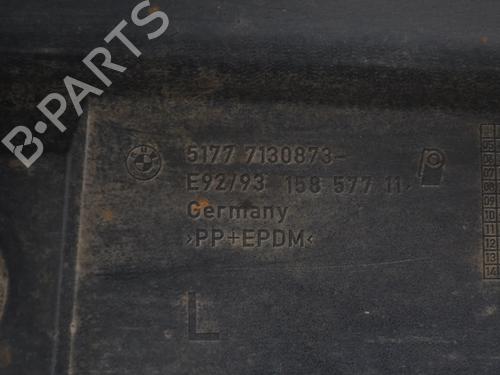 B-PARTS
5177 7130873-
E92/93 158 577 11.
Germany
>PP+EPDM<
L